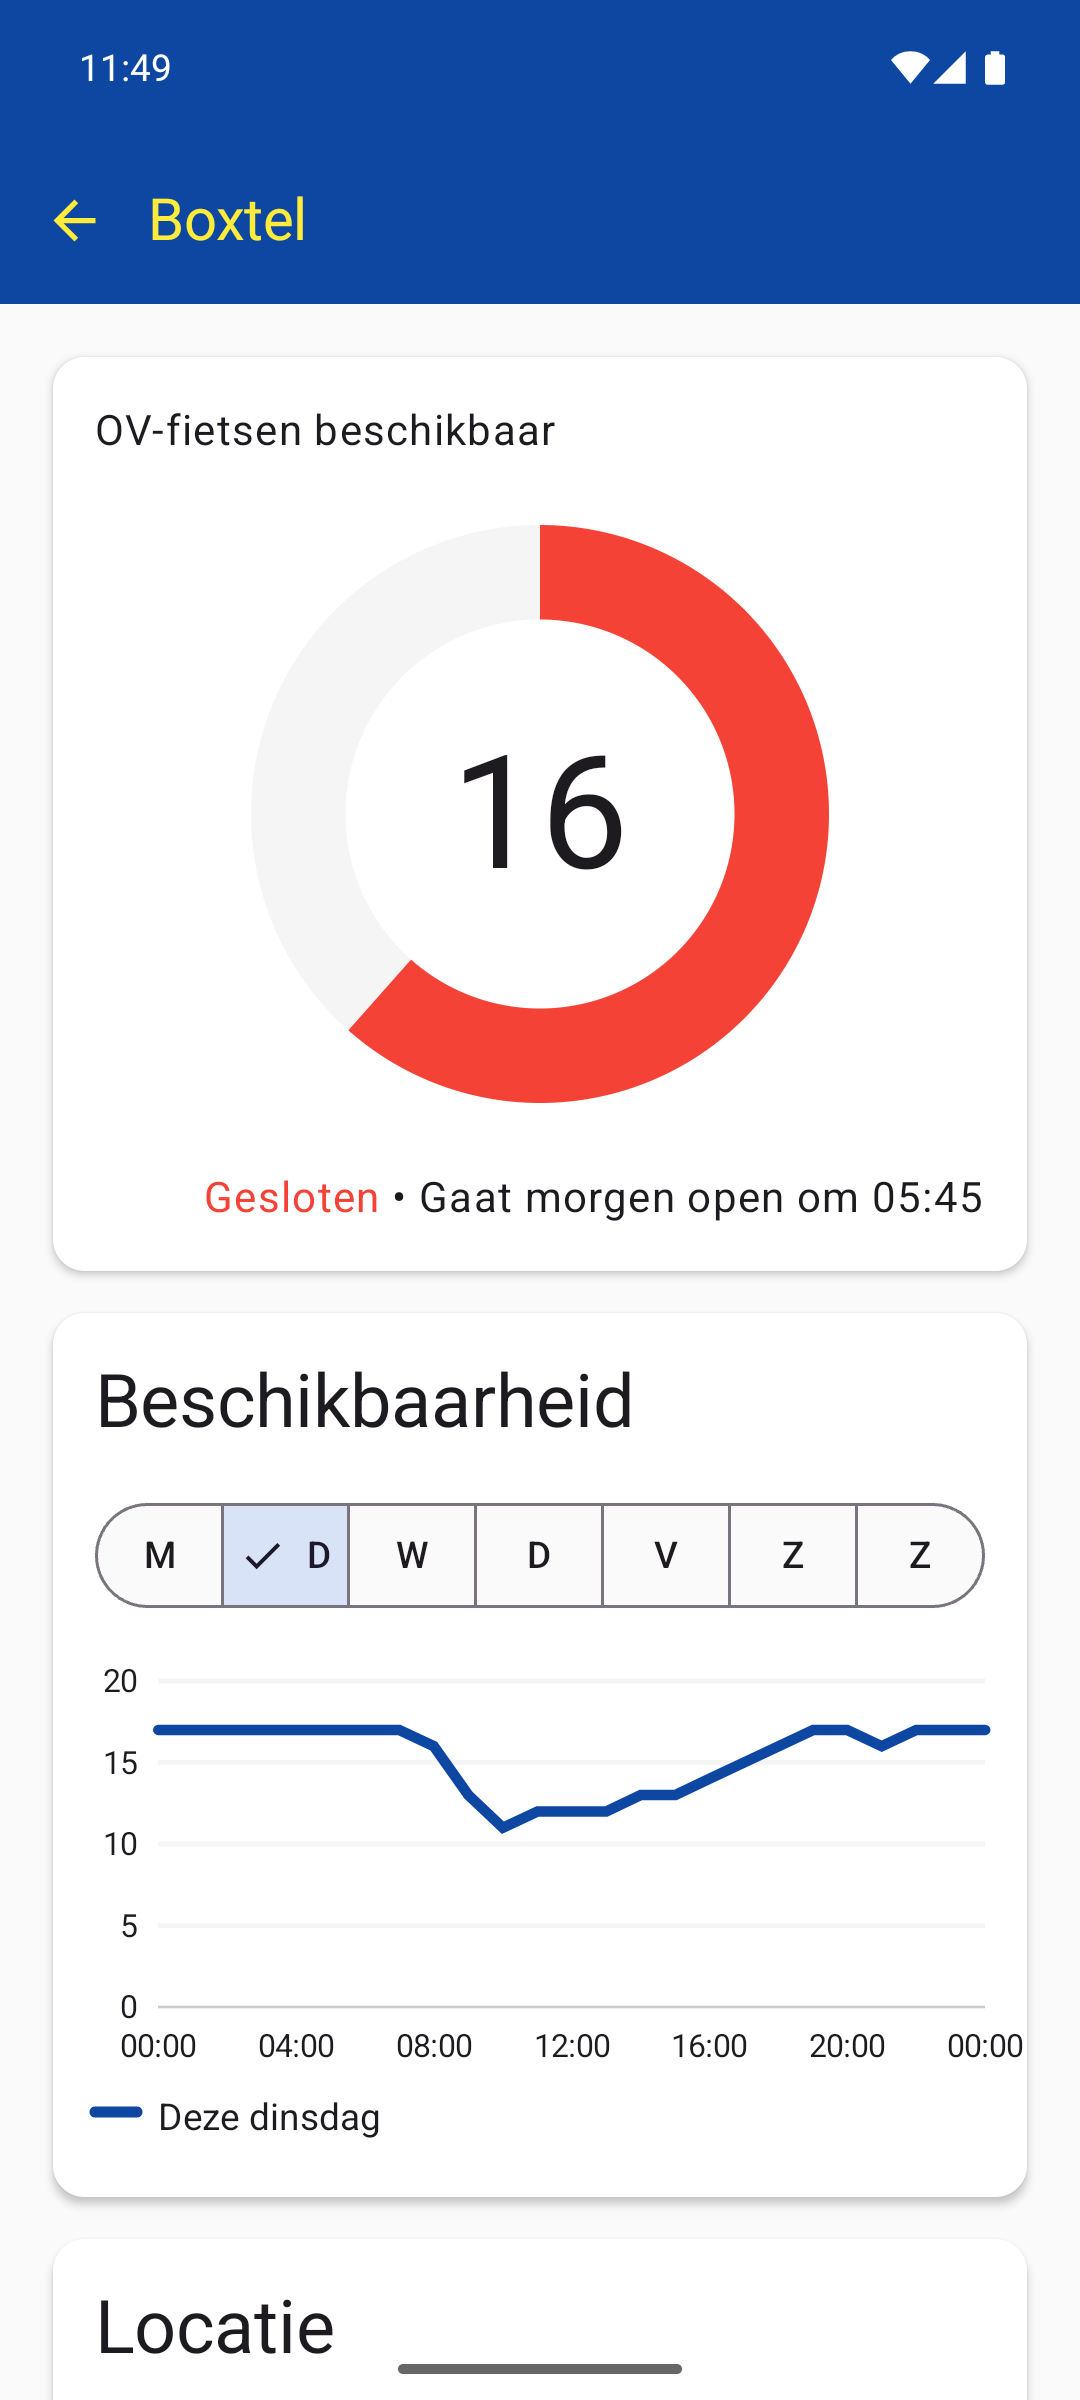 11:49
Boxtel
OV-fietsen beschikbaar
16
Gesloten • Gaat morgen open om 05:45
Beschikbaarheid
M D W D V Z Z
20
15
10
5
0
00:00 04:00 08:00 12:00 16:00 20:00 00:00
Deze dinsdag
Locatie